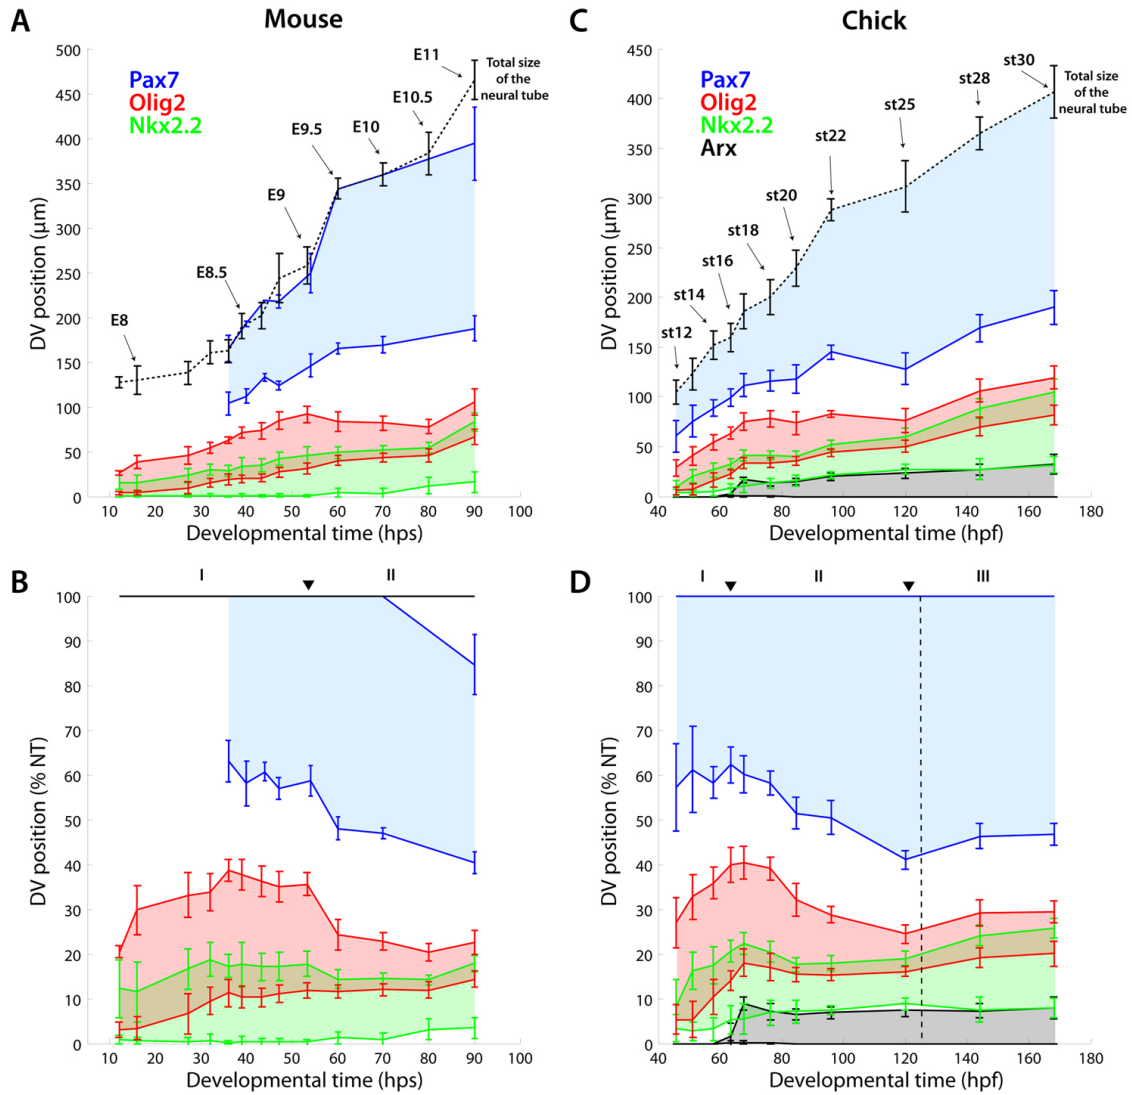 A
Mouse
Pax7
Olig2
Nkx2.2
Total size
of the
neural tube
E8
E8.5
E9
E9.5
E10
E10.5
E11
500
450
400
350
300
250
200
150
100
50
0
DV position (μm)
10 20 30 40 50 60 70 80 90 100
Developmental time (hps)
C
Chick
Pax7
Olig2
Nkx2.2
Arx
Total size
of the
neural tube
st12
st14
st16
st18
st20
st22
st25
st28
st30
450
400
350
300
250
200
150
100
50
0
DV position (μm)
40 60 80 100 120 140 160 180
Developmental time (hpf)
B
I II
100
90
80
70
60
50
40
30
20
10
0
DV position (% NT)
10 20 30 40 50 60 70 80 90 100
Developmental time (hps)
D
I II III
100
90
80
70
60
50
40
30
20
10
0
DV position (% NT)
40 60 80 100 120 140 160 180
Developmental time (hpf)